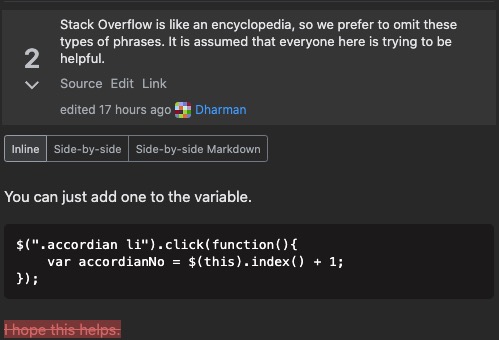 Stack Overflow is like an encyclopedia, so we prefer to omit these
types of phrases. It is assumed that everyone here is trying to be
helpful.
2
Source Edit Link
edited 17 hours ago Dharman
Inline Side-by-side Side-by-side Markdown
You can just add one to the variable.
$(".accordian li").click(function(){
    var accordianNo = $(this).index() + 1;
});
I hope this helps.